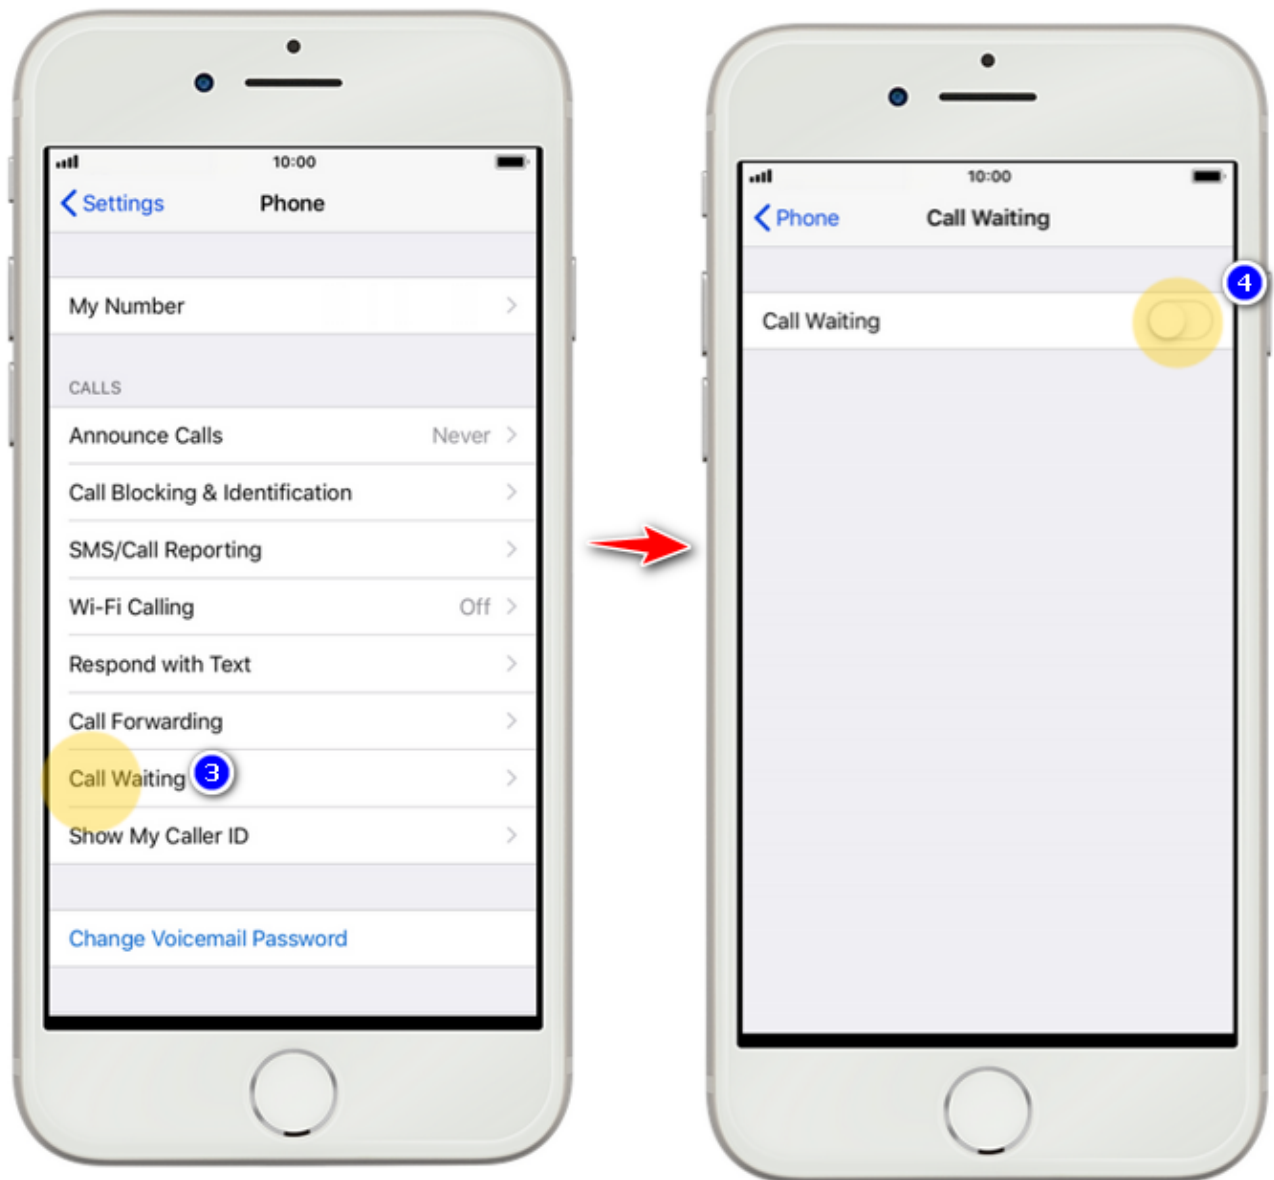 10:00
Settings
Phone
My Number
CALLS
Announce Calls Never
Call Blocking & Identification
SMS/Call Reporting
Wi-Fi Calling Off
Respond with Text
Call Forwarding
Call Waiting 3
Show My Caller ID
Change Voicemail Password
10:00
Phone
Call Waiting
4
Call Waiting